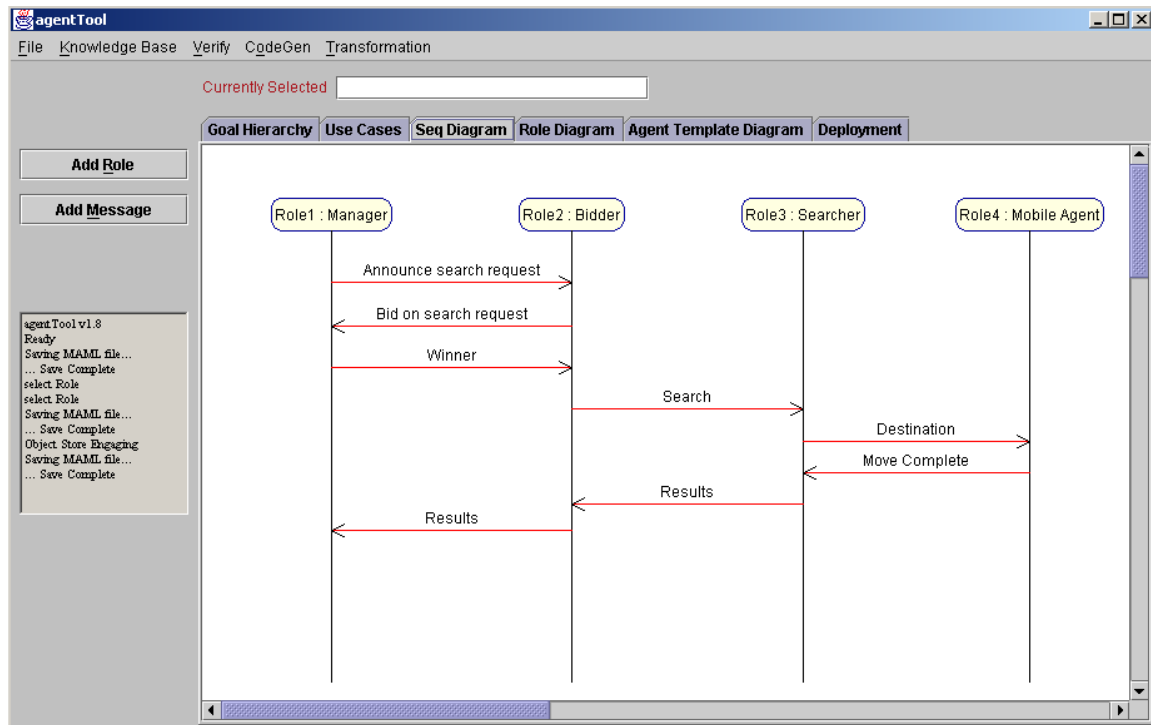 agentTool
File Knowledge Base Verify CodeGen Transformation
Currently Selected
Goal Hierarchy Use Cases Seq Diagram Role Diagram Agent Template Diagram Deployment
Add Role
Add Message
agentTool v1.8
Ready
Saving MAML file...
... Save Complete
select Role
select Role
Saving MAML file...
... Save Complete
Object Store Engaging
Saving MAML file...
... Save Complete
Role1 : Manager Role2 : Bidder Role3 : Searcher Role4 : Mobile Agent
Announce search request
Bid on search request
Winner
Search
Destination
Move Complete
Results
Results